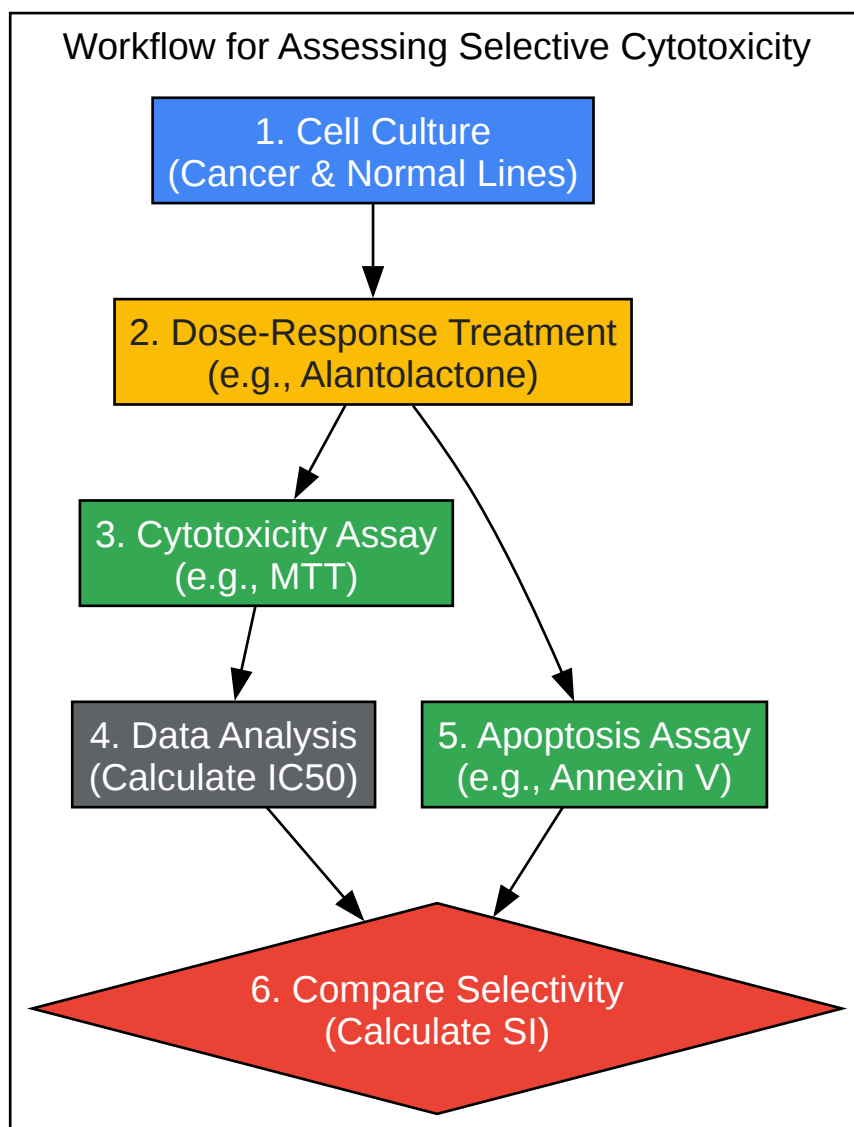 Workflow for Assessing Selective Cytotoxicity
1. Cell Culture
(Cancer & Normal Lines)
2. Dose-Response Treatment
(e.g., Alantolactone)
3. Cytotoxicity Assay
(e.g., MTT)
4. Data Analysis
(Calculate IC50)
5. Apoptosis Assay
(e.g., Annexin V)
6. Compare Selectivity
(Calculate SI)